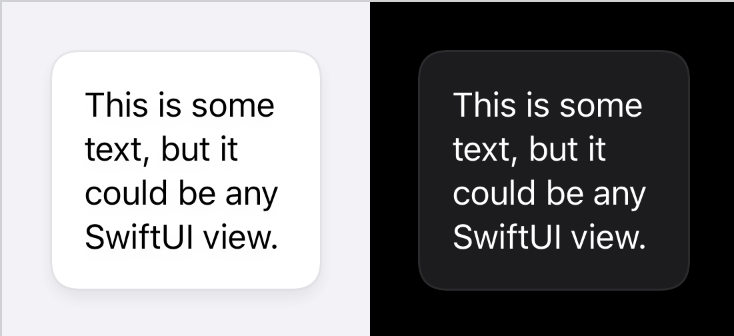 This is some
text, but it
could be any
SwiftUI view.
This is some
text, but it
could be any
SwiftUI view.